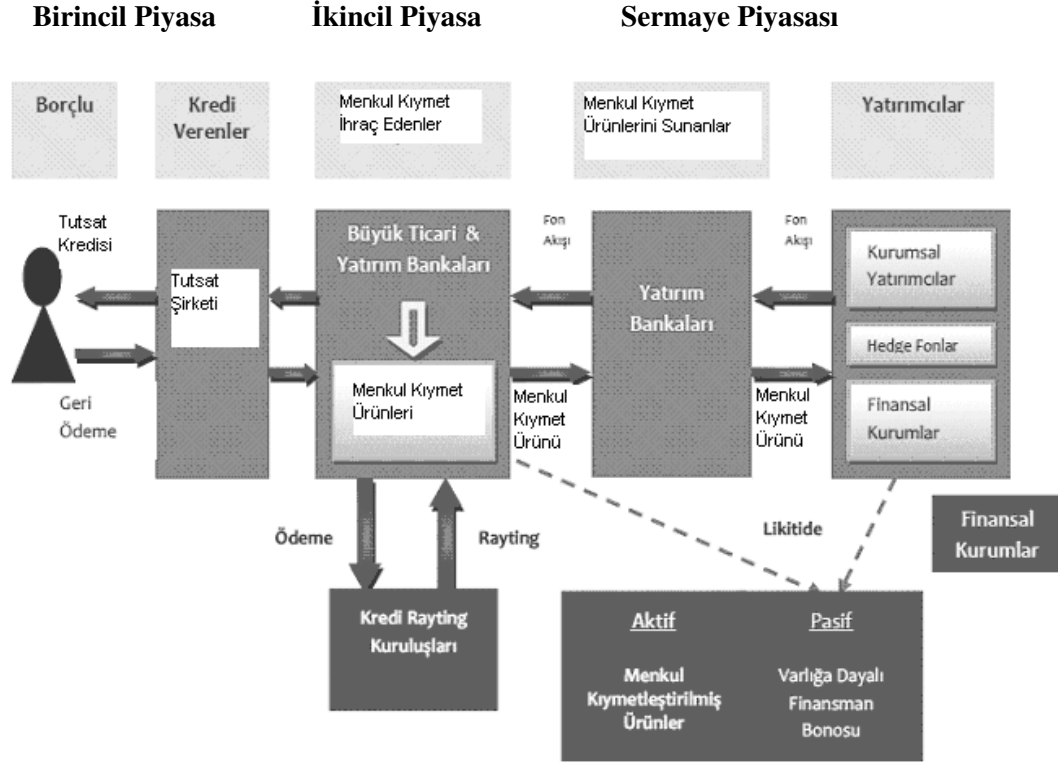 Birincil Piyasa
İkincil Piyasa
Sermaye Piyasası
Borçlu
Kredi
Verenler
Menkul Kıymet
İhraç Edenler
Menkul Kıymet
Ürünlerini Sunanlar
Yatırımcılar
Tutsat
Kredisi
Geri
Ödeme
Tutsat
Şirketi
Büyük Ticari &
Yatırım Bankaları
Menkul Kıymet
Ürünleri
Fon
Akışı
Menkul
Kıymet
Ürünü
Yatırım
Bankaları
Fon
Akışı
Menkul
Kıymet
Ürünü
Kurumsal
Yatırımcılar
Hedge Fonlar
Finansal
Kurumlar
Ödeme
Rayting
Likitide
Finansal
Kurumlar
Kredi Rayting
Kuruluşları
Aktif
Menkul
Kıymetleştirilmiş
Ürünler
Pasif
Varlığa Dayalı
Finansman
Bonosu